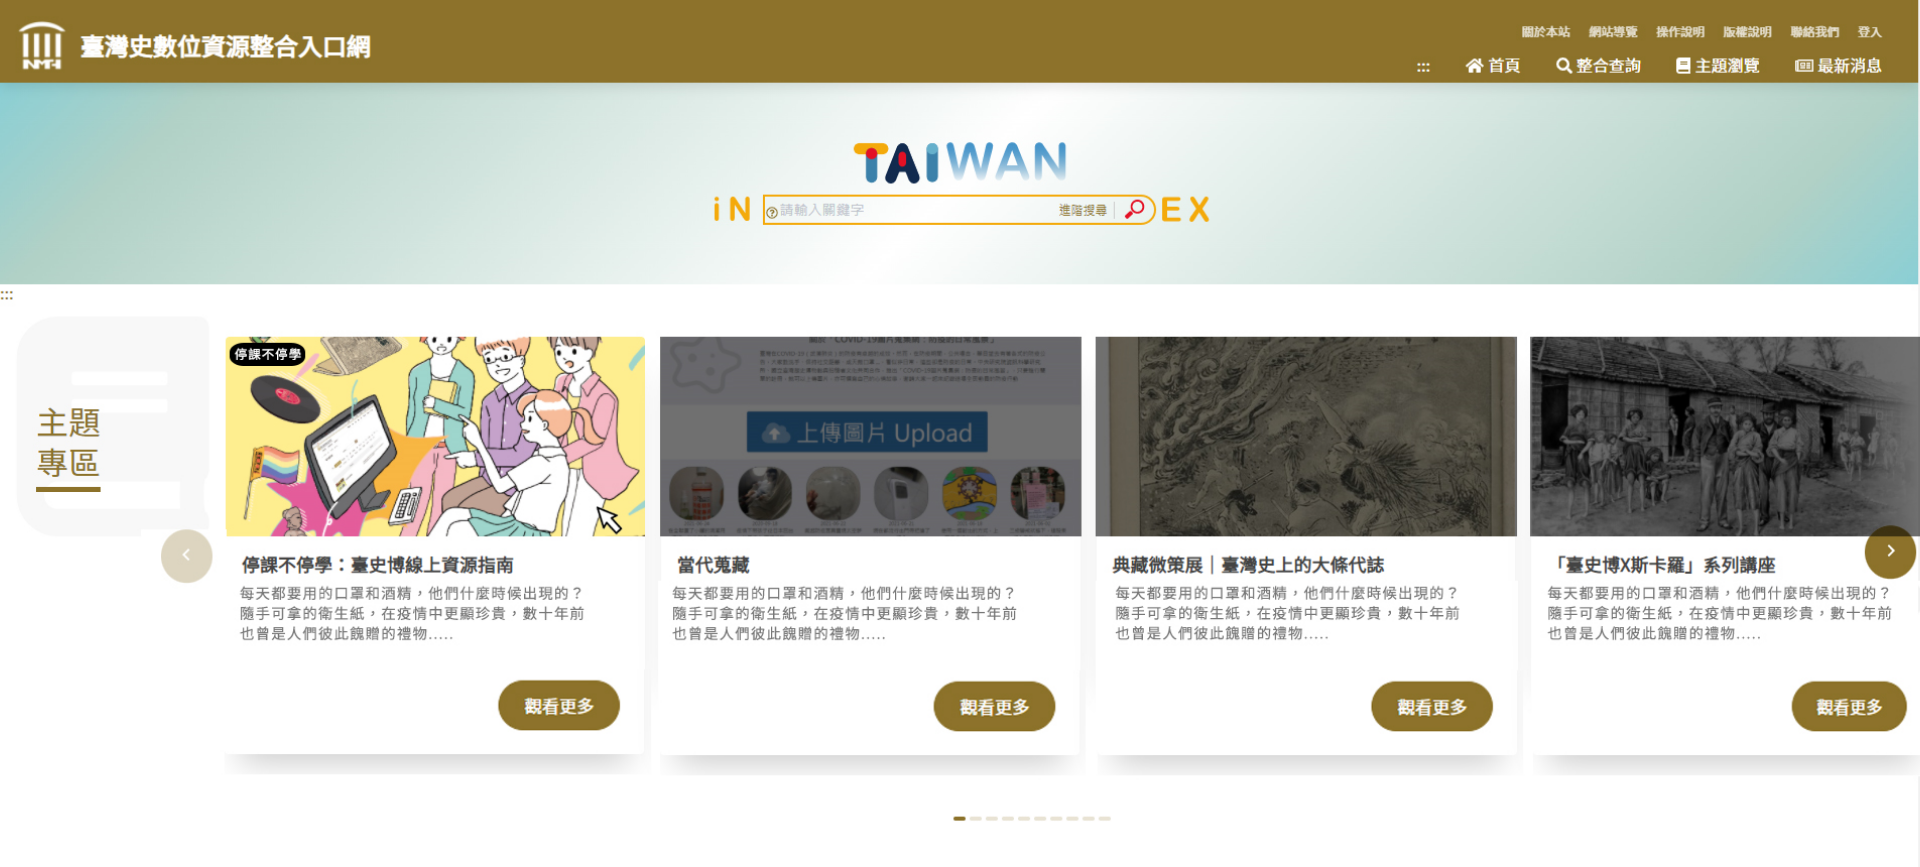 NMTH
臺灣史數位資源整合入口網
關於本站 網站導覽 操作說明 版權說明 聯絡我們 登入
::: 首頁 整合查詢 主題瀏覽 最新消息
TAIWAN
iN 請輸入關鍵字 進階搜尋 EX
:::
主題
專區
停課不停學
停課不停學：臺史博線上資源指南
每天都要用的口罩和酒精，他們什麼時候出現的？
隨手可拿的衛生紙，在疫情中更顯珍貴，數十年前
也曾是人們彼此餽贈的禮物.....
觀看更多
上傳圖片 Upload
當代蒐藏
每天都要用的口罩和酒精，他們什麼時候出現的？
隨手可拿的衛生紙，在疫情中更顯珍貴，數十年前
也曾是人們彼此餽贈的禮物.....
觀看更多
典藏微策展｜臺灣史上的大條代誌
每天都要用的口罩和酒精，他們什麼時候出現的？
隨手可拿的衛生紙，在疫情中更顯珍貴，數十年前
也曾是人們彼此餽贈的禮物.....
觀看更多
「臺史博X斯卡羅」系列講座
每天都要用的口罩和酒精，他們什麼時候出現的？
隨手可拿的衛生紙，在疫情中更顯珍貴，數十年前
也曾是人們彼此餽贈的禮物.....
觀看更多